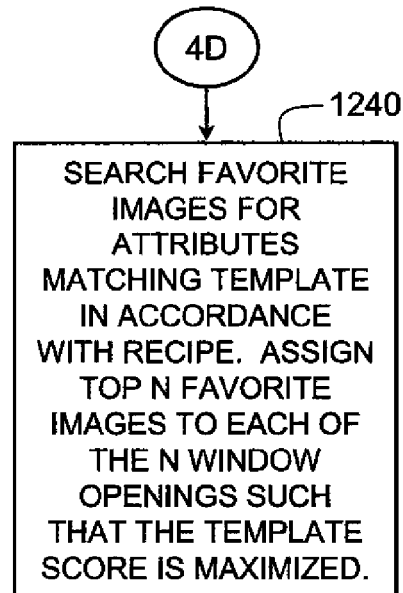 4D
1240
SEARCH FAVORITE
IMAGES FOR
ATTRIBUTES
MATCHING TEMPLATE
IN ACCORDANCE
WITH RECIPE. ASSIGN
TOP N FAVORITE
IMAGES TO EACH OF
THE N WINDOW
OPENINGS SUCH
THAT THE TEMPLATE
SCORE IS MAXIMIZED.